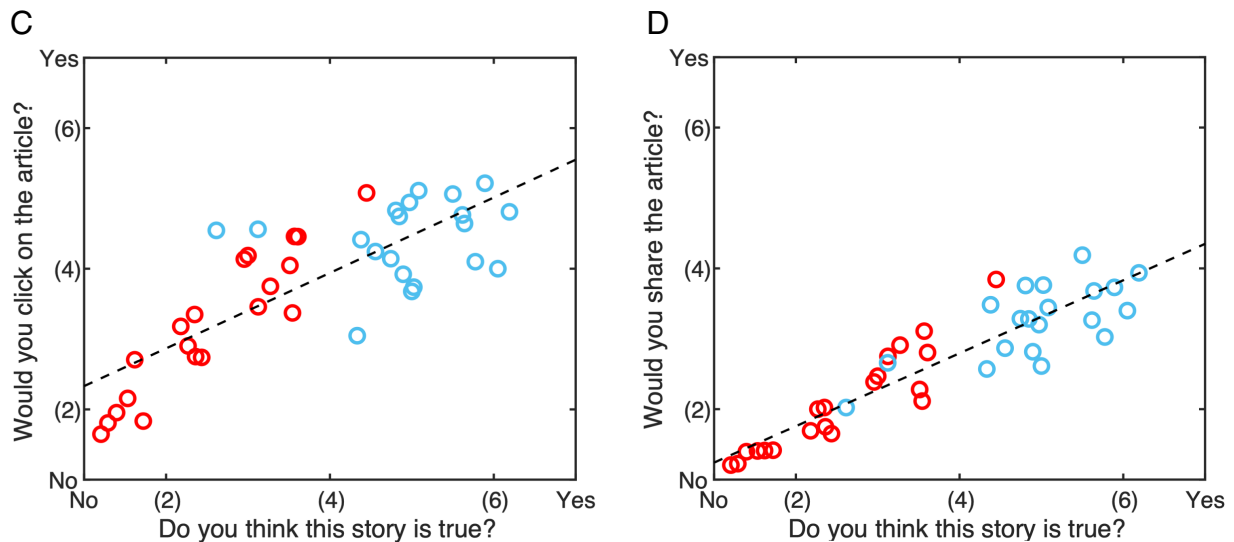 C
Yes
(6)
(4)
(2)
No
Would you click on the article?
No
(2)
(4)
(6)
Yes
Do you think this story is true?
D
Yes
(6)
(4)
(2)
No
Would you share the article?
No
(2)
(4)
(6)
Yes
Do you think this story is true?